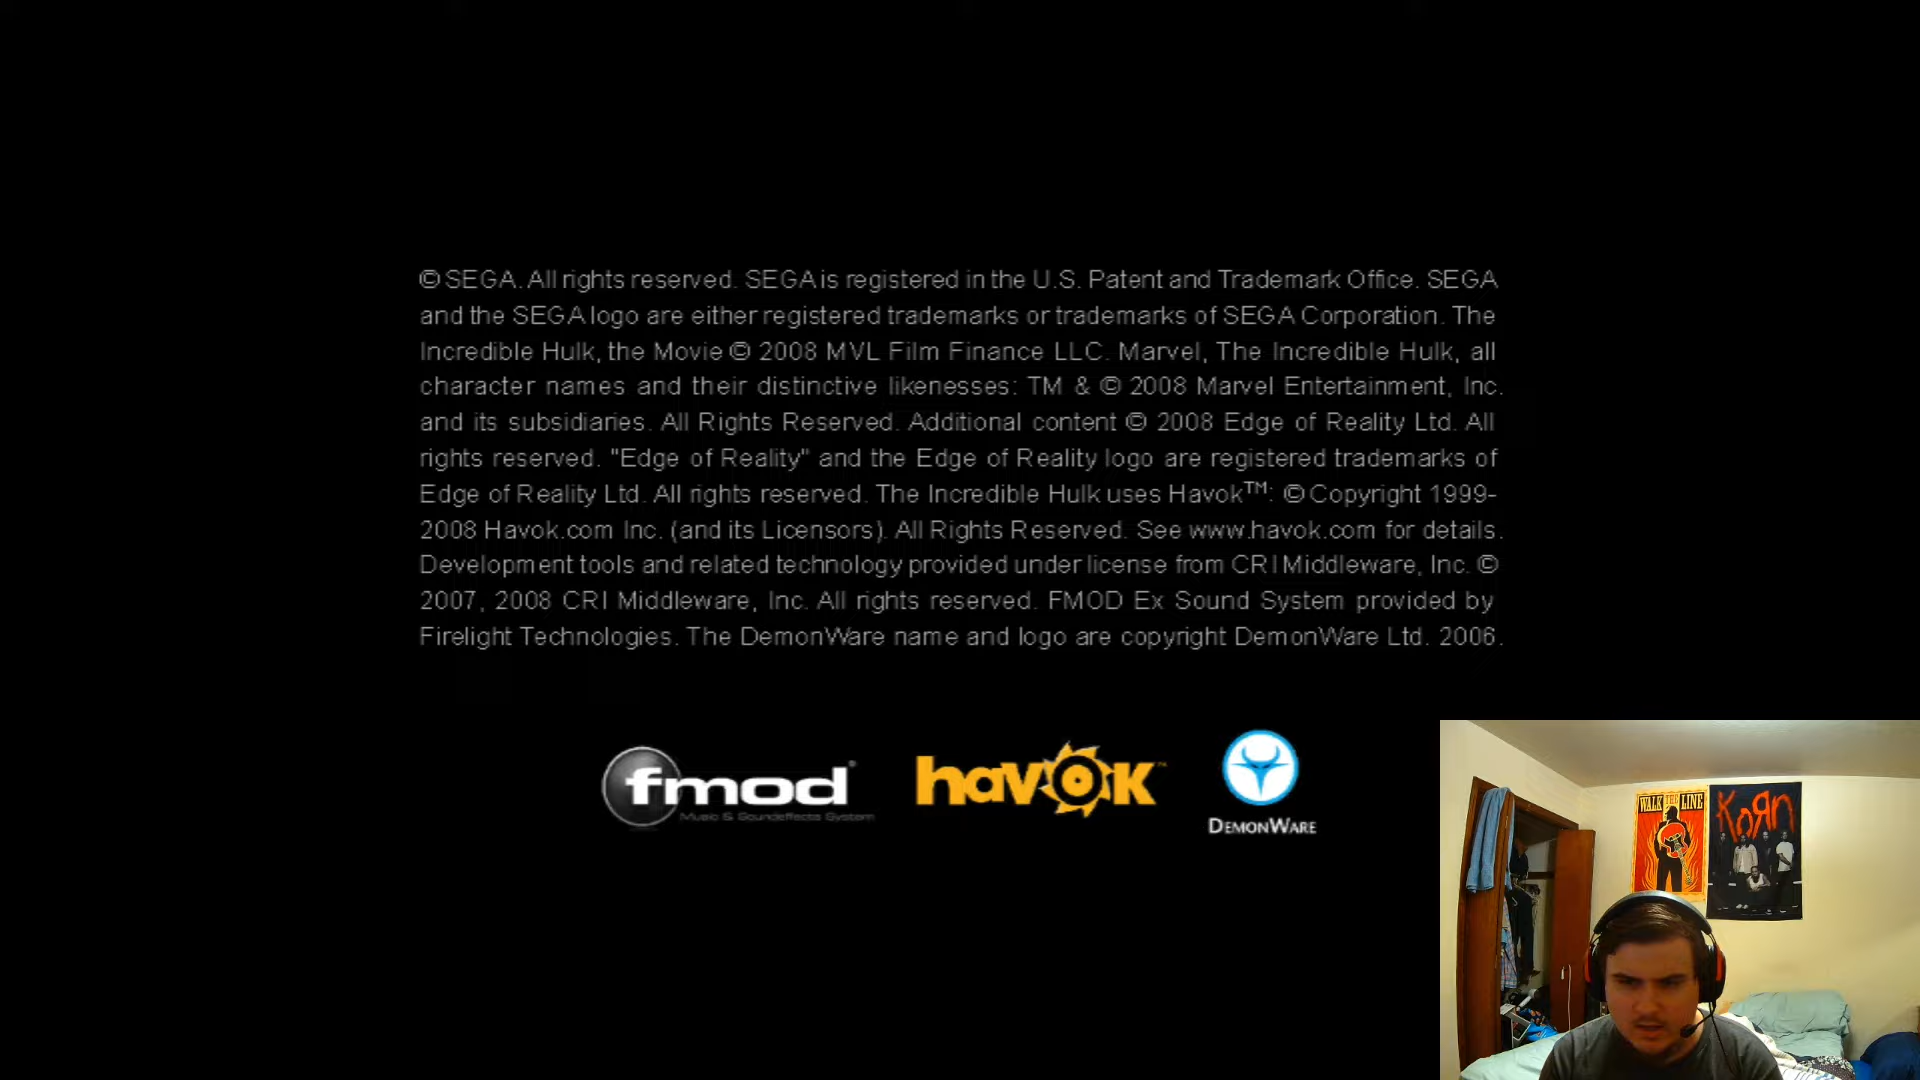 © SEGA. All rights reserved. SEGA is registered in the U.S. Patent and Trademark Office. SEGA
and the SEGA logo are either registered trademarks or trademarks of SEGA Corporation. The
Incredible Hulk, the Movie © 2008 MVL Film Finance LLC. Marvel, The Incredible Hulk, all
character names and their distinctive likenesses: TM & © 2008 Marvel Entertainment, Inc.
and its subsidiaries. All Rights Reserved. Additional content © 2008 Edge of Reality Ltd. All
rights reserved. "Edge of Reality" and the Edge of Reality logo are registered trademarks of
Edge of Reality Ltd. All rights reserved. The Incredible Hulk uses Havok™: © Copyright 1999-
2008 Havok.com Inc. (and its Licensors). All Rights Reserved. See www.havok.com for details.
Development tools and related technology provided under license from CRI Middleware, Inc. ©
2007, 2008 CRI Middleware, Inc. All rights reserved. FMOD Ex Sound System provided by
Firelight Technologies. The DemonWare name and logo are copyright DemonWare Ltd. 2006.
fmod®
Music & Soundeffects System
havok™
DEMONWARE
WALK THE LINE
KoЯn